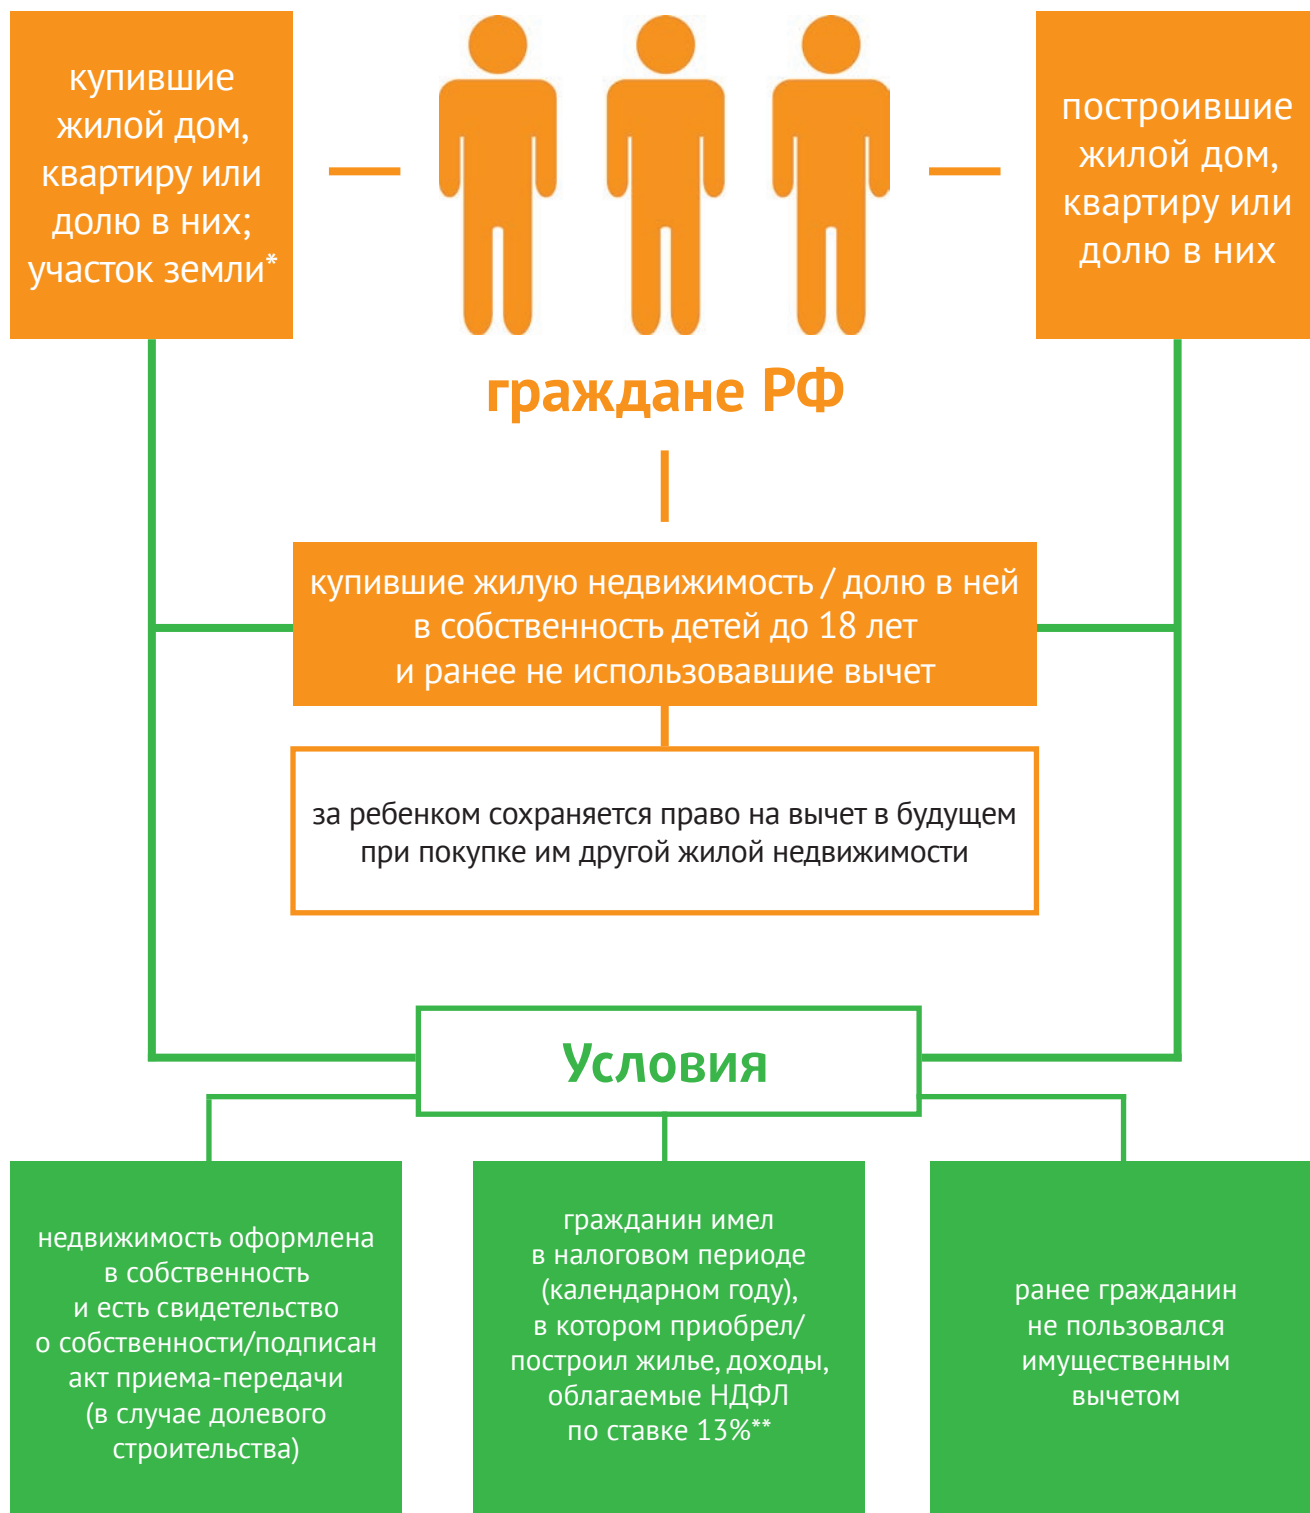 купившие
жилой дом,
квартиру или
долю в них;
участок земли*
построившие
жилой дом,
квартиру или
долю в них
граждане РФ
купившие жилую недвижимость / долю в ней
в собственность детей до 18 лет
и ранее не использовавшие вычет
за ребенком сохраняется право на вычет в будущем
при покупке им другой жилой недвижимости
Условия
недвижимость оформлена
в собственность
и есть свидетельство
о собственности/подписан
акт приема-передачи
(в случае долевого
строительства)
гражданин имел
в налоговом периоде
(календарном году),
в котором приобрел/
построил жилье, доходы,
облагаемые НДФЛ
по ставке 13%**
ранее гражданин
не пользовался
имущественным
вычетом